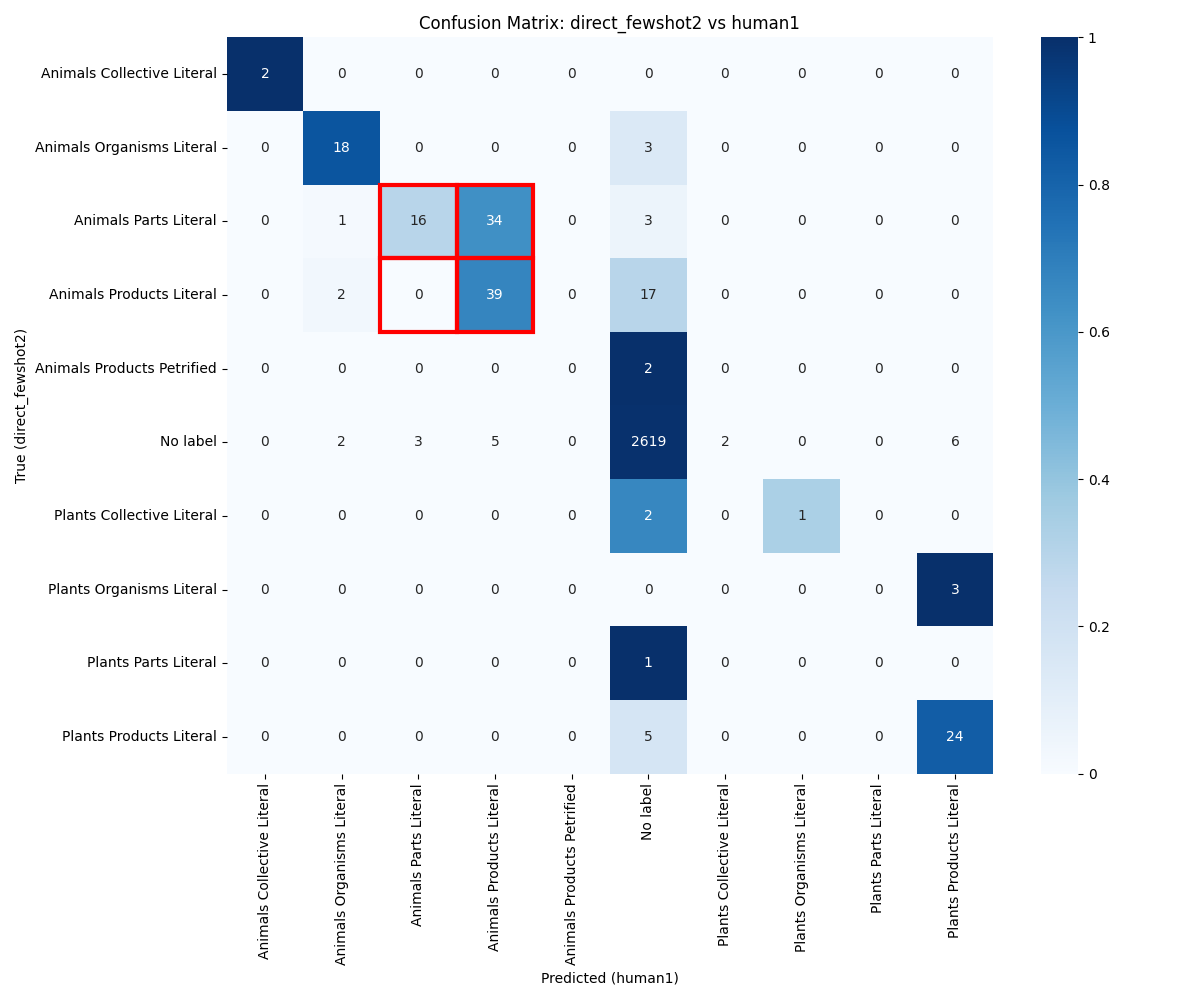 Confusion Matrix: direct_fewshot2 vs human1
True (direct_fewshot2)
Animals Collective Literal 2 0 0 0 0 0 0 0 0 0
Animals Organisms Literal 0 18 0 0 0 3 0 0 0 0
Animals Parts Literal 0 1 16 34 0 3 0 0 0 0
Animals Products Literal 0 2 0 39 0 17 0 0 0 0
Animals Products Petrified 0 0 0 0 0 2 0 0 0 0
No label 0 2 3 5 0 2619 2 0 0 6
Plants Collective Literal 0 0 0 0 0 2 0 1 0 0
Plants Organisms Literal 0 0 0 0 0 0 0 0 0 3
Plants Parts Literal 0 0 0 0 0 1 0 0 0 0
Plants Products Literal 0 0 0 0 0 5 0 0 0 24
Animals Collective Literal
Animals Organisms Literal
Animals Parts Literal
Animals Products Literal
Animals Products Petrified
No label
Plants Collective Literal
Plants Organisms Literal
Plants Parts Literal
Plants Products Literal
Predicted (human1)
1
0.8
0.6
0.4
0.2
0